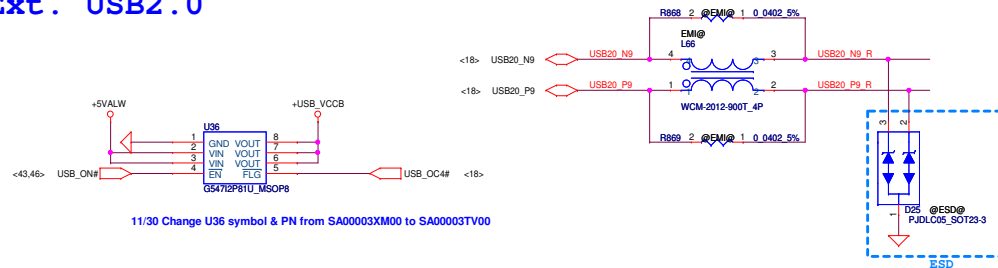 Ext. USB2.0
R868 2 @EMI@ 1 0_0402_5%
EMI@
L66
<18> USB20_N9 USB20_N9 4 3 USB20_N9_R
<18> USB20_P9 USB20_P9 1 2 USB20_P9_R
WCM-2012-900T_4P
R869 2 @EMI@ 1 0_0402_5%
+5VALW
+USB_VCCB
U36
1 GND VOUT 8
2 VIN VOUT 7
3 VIN VOUT 6
4 EN FLG 5
<43,46> USB_ON#
USB_OC4# <18>
G547I2P81U_MSOP8
11/30 Change U36 symbol & PN from SA00003XM00 to SA00003TV00
3 2
1
D25 @ESD@
PJDLC05_SOT23-3
ESD